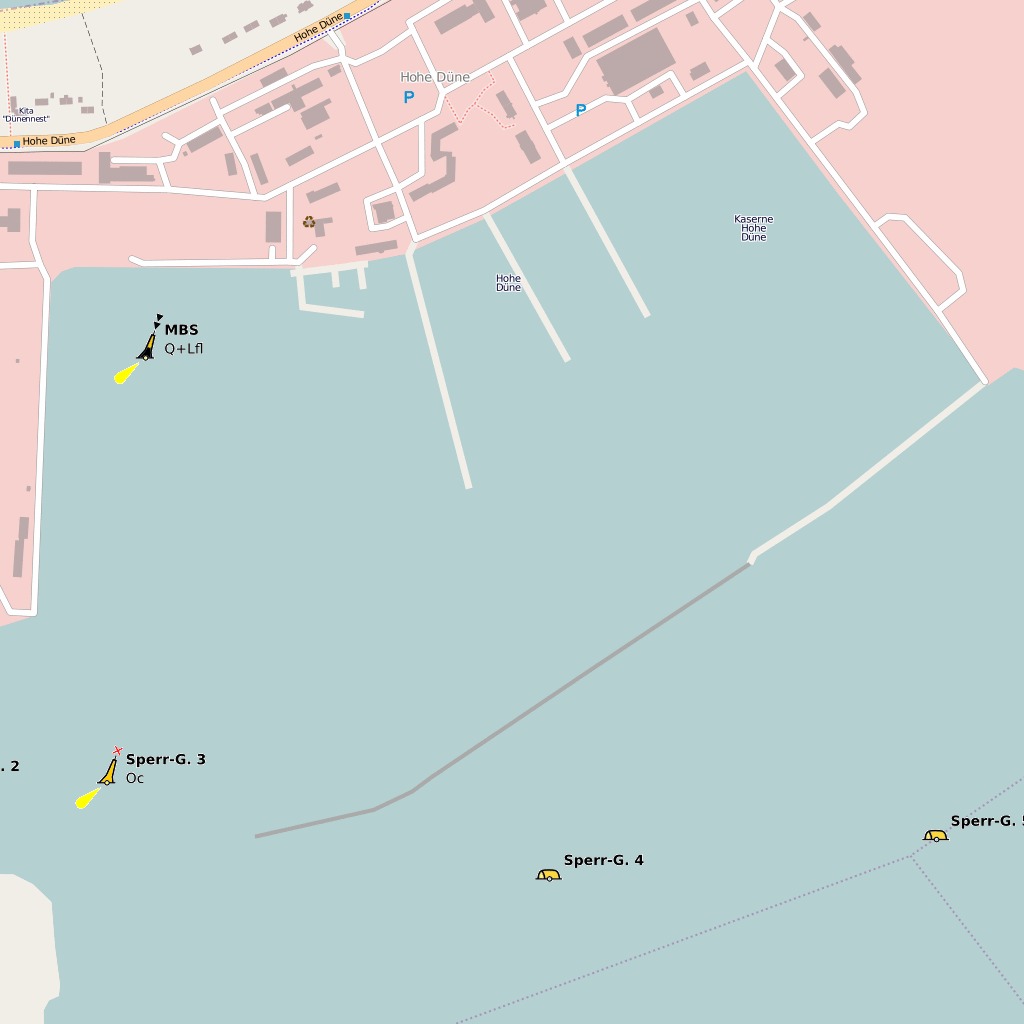 Hohe Düne
Hohe Düne
P
P
Kita
"Dünennest"
Hohe Düne
Kaserne
Hohe
Düne
Hohe
Düne
MBS
Q+Lfl
Sperr-G. 3
Oc
. 2
Sperr-G. 5
Sperr-G. 4